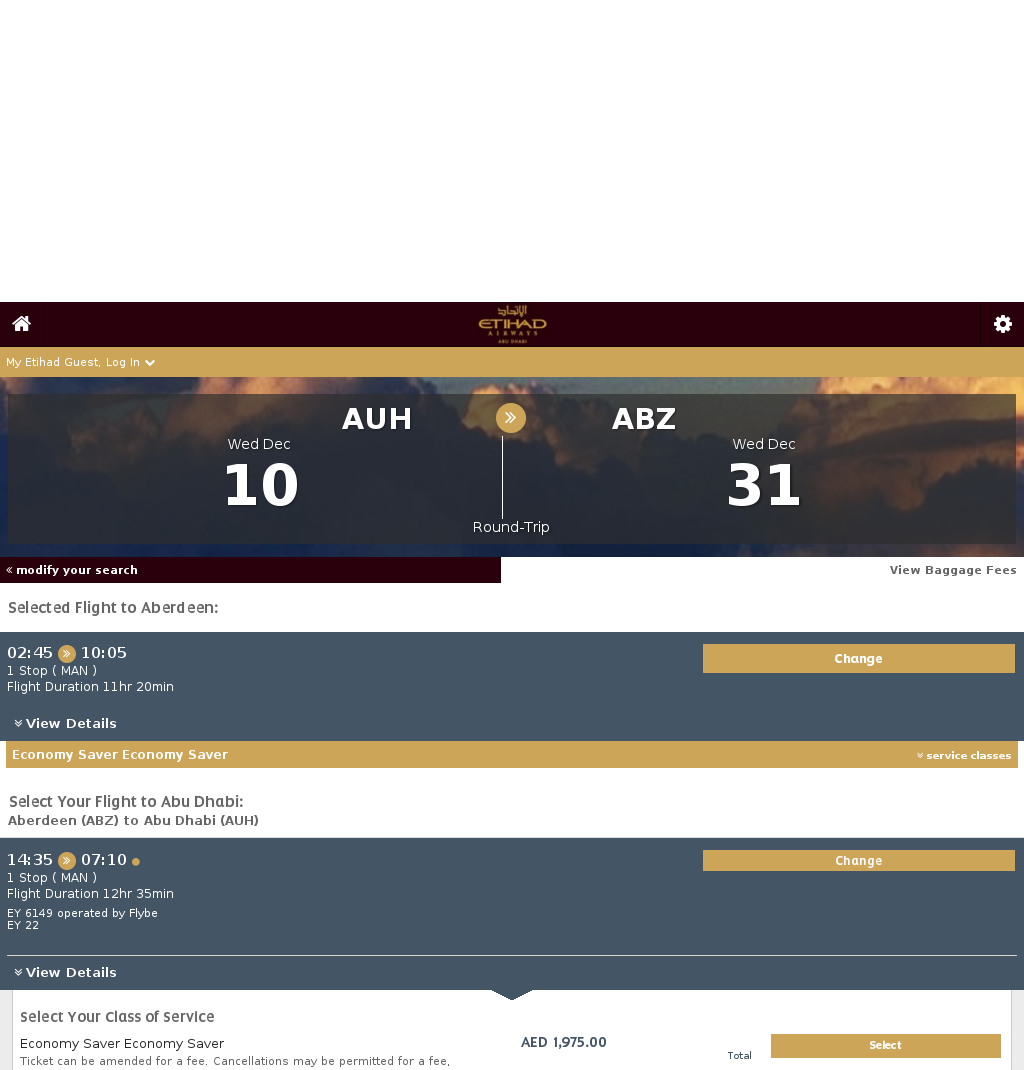 الإتحاد
ETIHAD
AIRWAYS
ABU DHABI
My Etihad Guest, Log In
AUH ABZ
Wed Dec Wed Dec
10 31
Round-Trip
« modify your search View Baggage Fees
Selected Flight to Aberdeen:
02:45 » 10:05
Change
1 Stop ( MAN )
Flight Duration 11hr 20min
View Details
Economy Saver Economy Saver service classes
Select Your Flight to Abu Dhabi:
Aberdeen (ABZ) to Abu Dhabi (AUH)
14:35 » 07:10
Change
1 Stop ( MAN )
Flight Duration 12hr 35min
EY 6149 operated by Flybe
EY 22
View Details
Select Your Class of Service
Economy Saver Economy Saver AED 1,975.00 Select
Total
Ticket can be amended for a fee. Cancellations may be permitted for a fee,